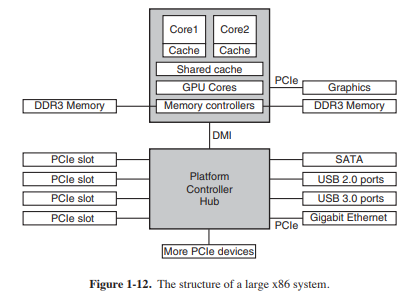 Core1 Core2
Cache Cache
Shared cache
GPU Cores
PCIe
Graphics
DDR3 Memory
Memory controllers
DDR3 Memory
DMI
PCIe slot
Platform
Controller
Hub
SATA
PCIe slot
USB 2.0 ports
PCIe slot
USB 3.0 ports
PCIe slot
PCIe
Gigabit Ethernet
More PCIe devices
Figure 1-12. The structure of a large x86 system.